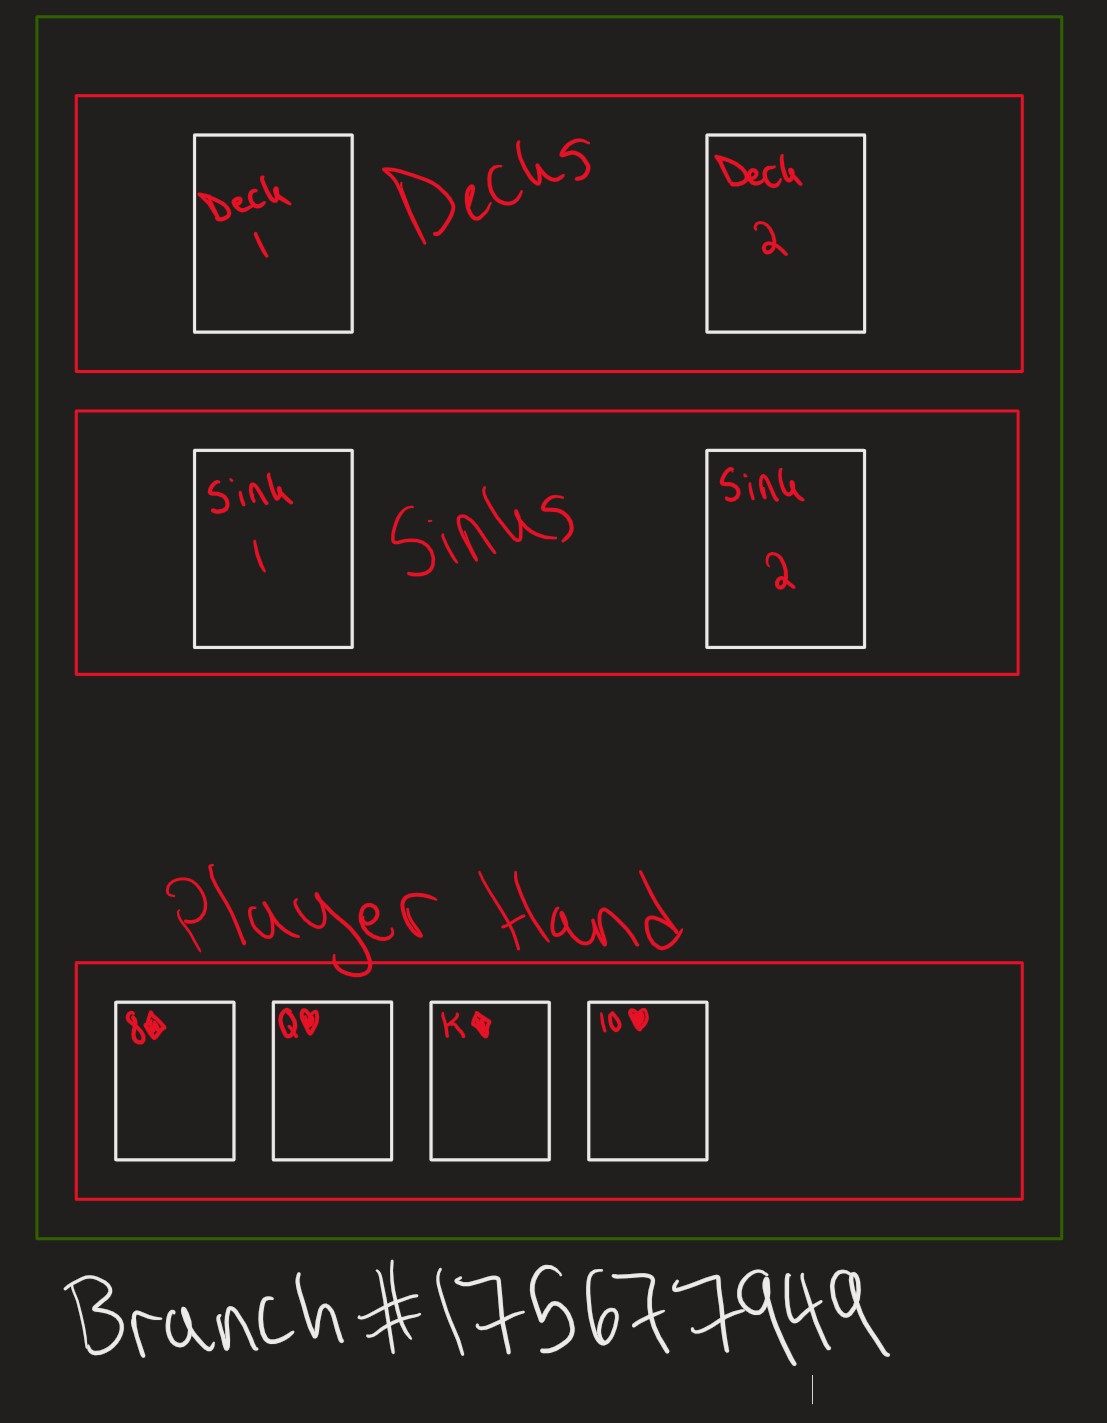 Deck
1
Decks
Deck
2
Sink
1
Sinks
Sink
2
Player Hand
8♦
Q♥
K♦
10♥
Branch #175677949